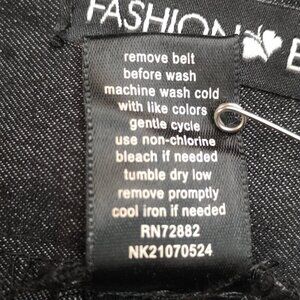 FASHION
remove belt
before wash
machine wash cold
with like colors
gentle cycle
use non-chlorine
bleach if needed
tumble dry low
remove promptly
cool iron if needed
RN72882
NK21070524